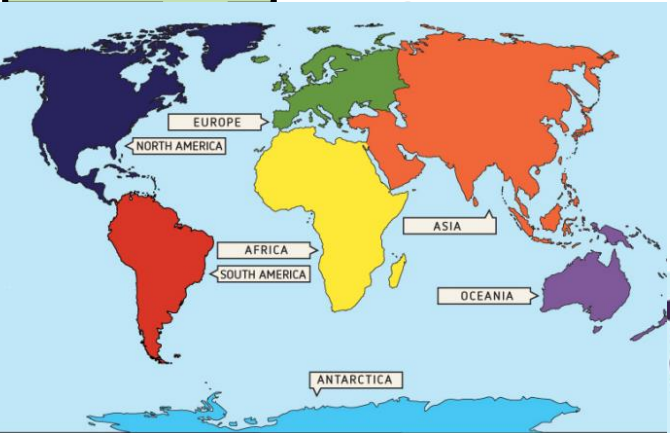 EUROPE
NORTH AMERICA
ASIA
AFRICA
SOUTH AMERICA
OCEANIA
ANTARCTICA